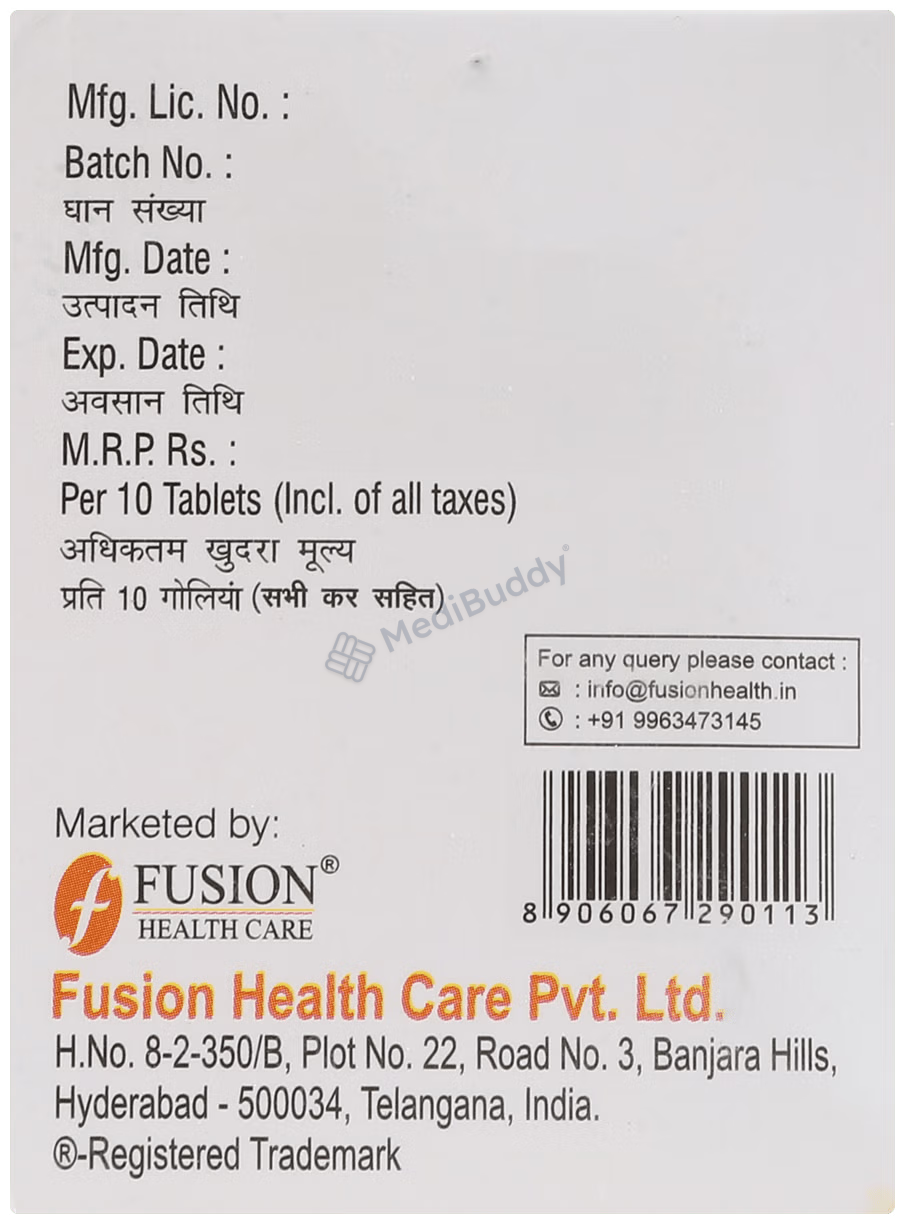 Mfg. Lic. No. :
Batch No. :
घान संख्या
Mfg. Date :
उत्पादन तिथि
Exp. Date :
अवसान तिथि
M.R.P. Rs. :
Per 10 Tablets (Incl. of all taxes)
अधिकतम खुदरा मूल्य
प्रति 10 गोलियां (सभी कर सहित)
MediBuddy
For any query please contact :
: info@fusionhealth.in
: +91 9963473145
8 906067 290113
Marketed by:
f FUSION®
HEALTH CARE
Fusion Health Care Pvt. Ltd.
H.No. 8-2-350/B, Plot No. 22, Road No. 3, Banjara Hills,
Hyderabad - 500034, Telangana, India.
®-Registered Trademark